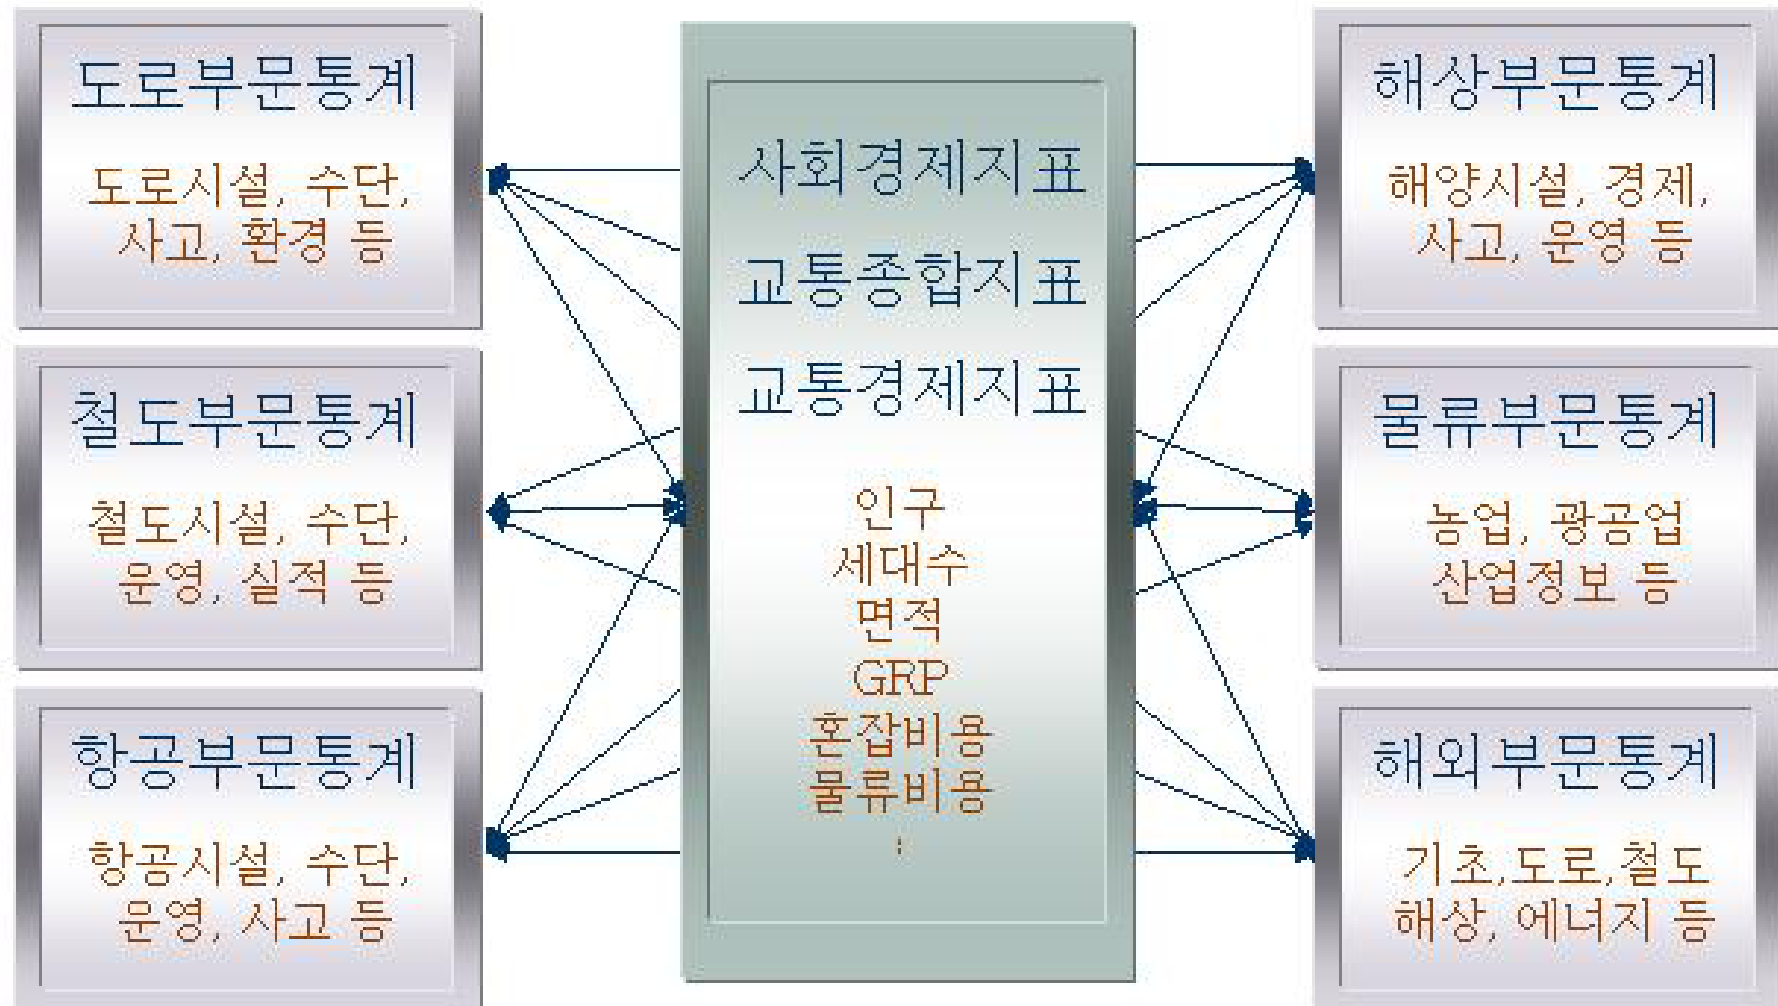 도로부문통계
도로시설, 수단,
사고, 환경 등
철도부문통계
철도시설, 수단,
운영, 실적 등
항공부문통계
항공시설, 수단,
운영, 사고 등
사회경제지표
교통종합지표
교통경제지표
인구
세대수
면적
GRP
혼잡비용
물류비용
:
해상부문통계
해양시설, 경제,
사고, 운영 등
물류부문통계
농업, 광공업
산업정보 등
해외부문통계
기초,도로,철도
해상, 에너지 등